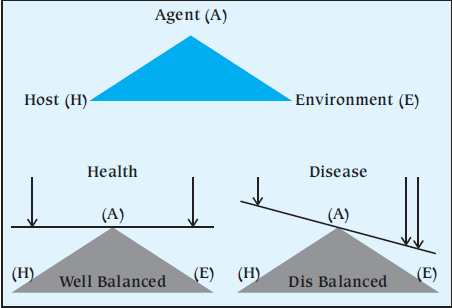 Agent (A)
Host (H)
Environment (E)
Health
Disease
(A)
(A)
(H)
Well Balanced
(E)
(H)
Dis Balanced
(E)